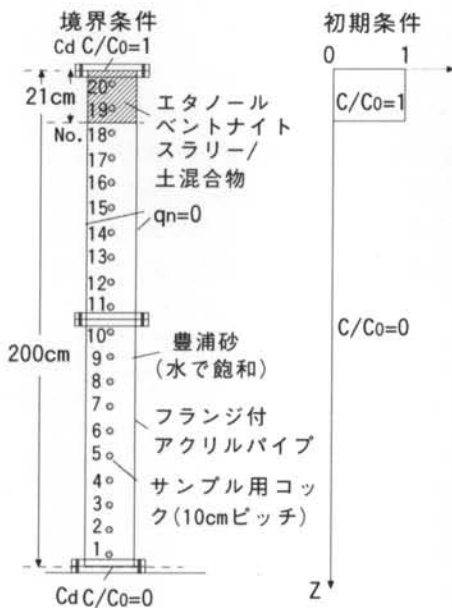 境界条件
Cd C/C0=1
21cm
No.
20
19
18
17
16
15
14
13
12
11
10
9
8
7
6
5
4
3
2
1
200cm
エタノール
ベントナイト
スラリー/
土混合物
qn=0
豊浦砂
(水で飽和)
フランジ付
アクリルパイプ
サンプル用コッ
ク(10cmピッチ)
Cd C/C0=0
初期条件
0
1
C/C0=1
C/C0=0
Z